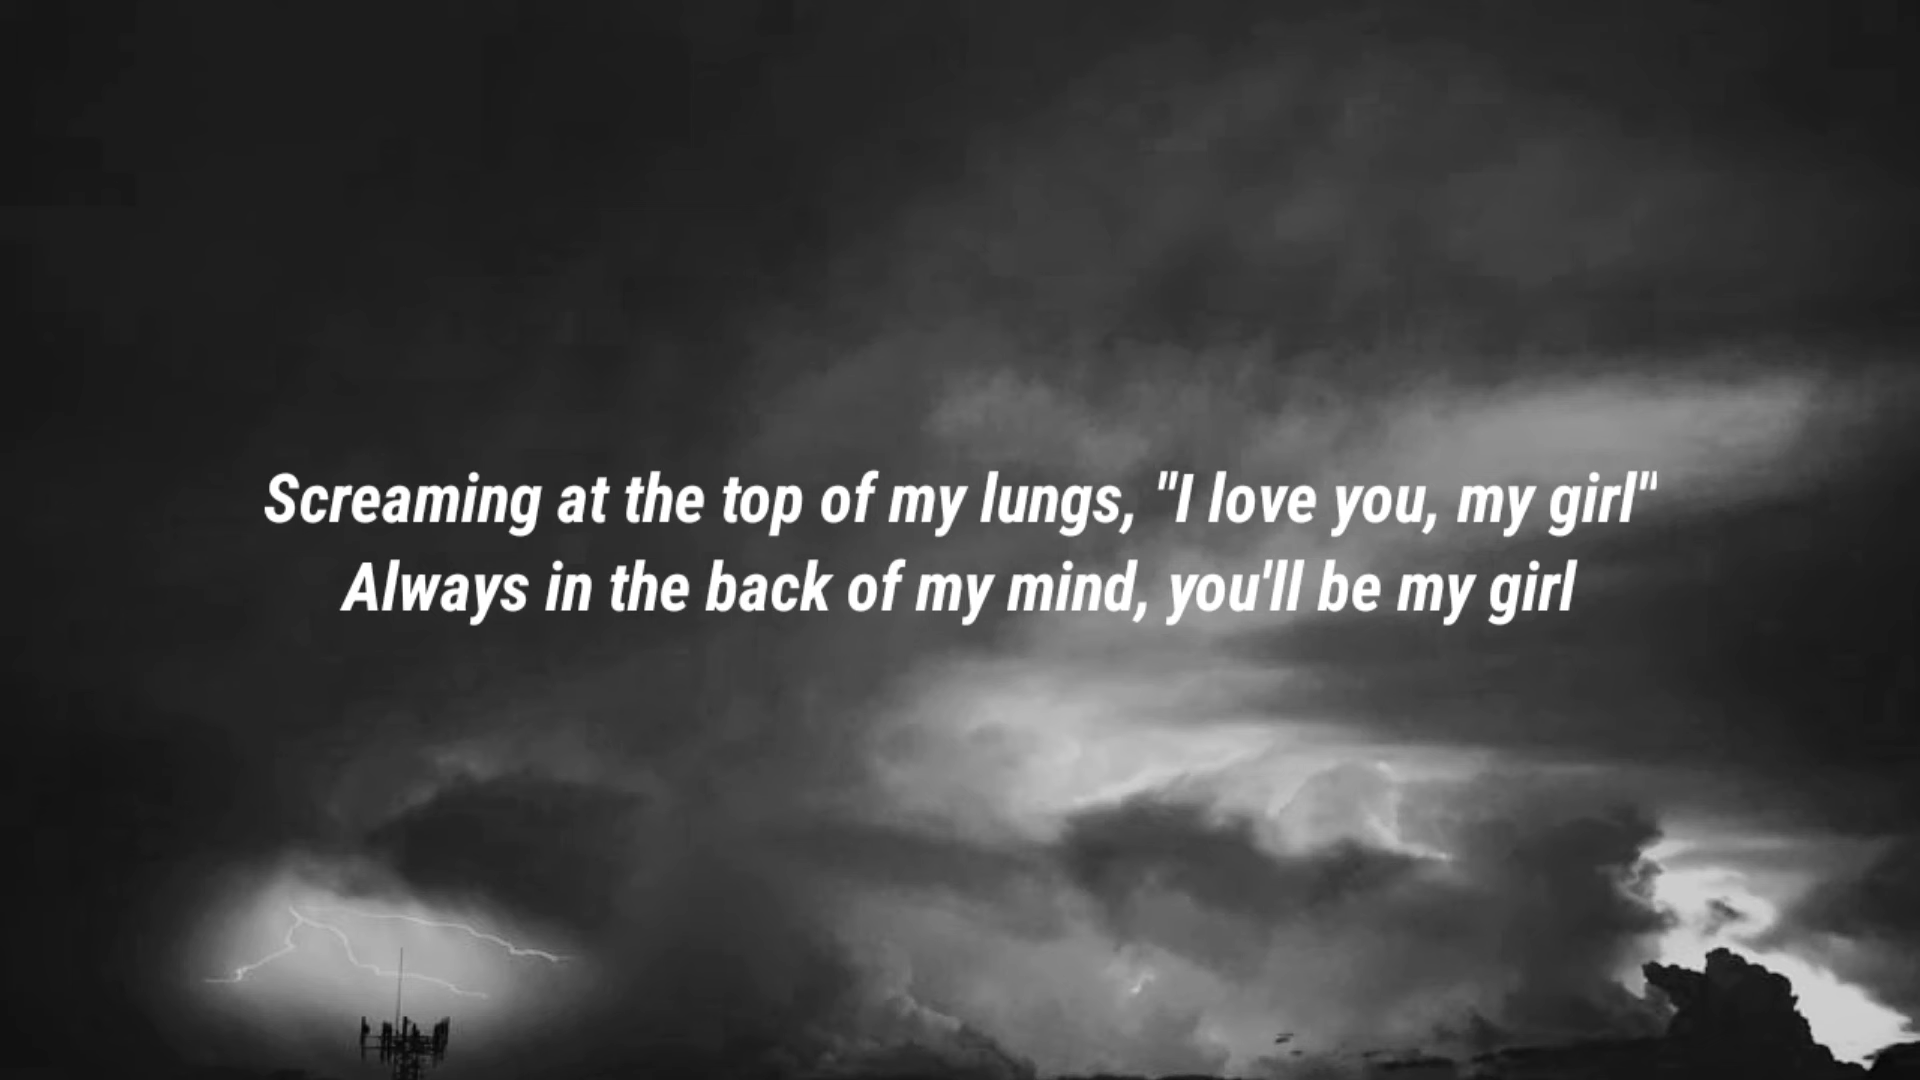 Screaming at the top of my lungs, "I love you, my girl"
Always in the back of my mind, you'll be my girl